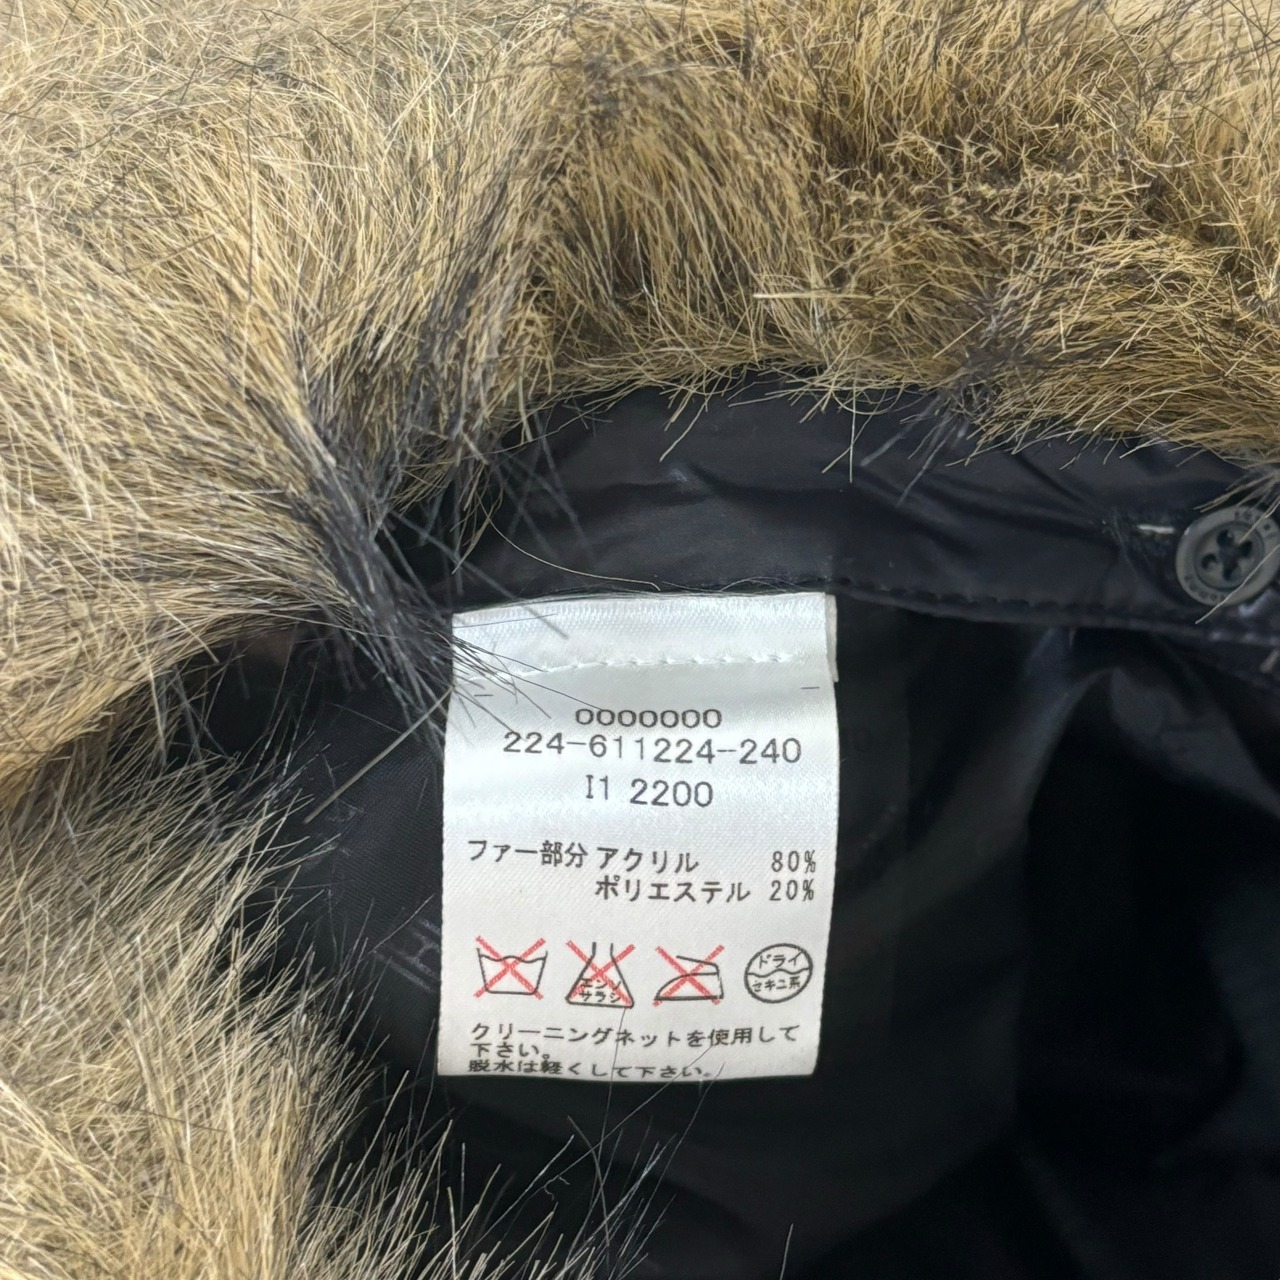 0000000
224-611224-240
I1 2200
ファー部分 アクリル 80%
ポリエステル 20%
エンソ
サラシ
ドライ
セキユ系
クリーニングネットを使用して
下さい。
脱水は軽くして下さい。